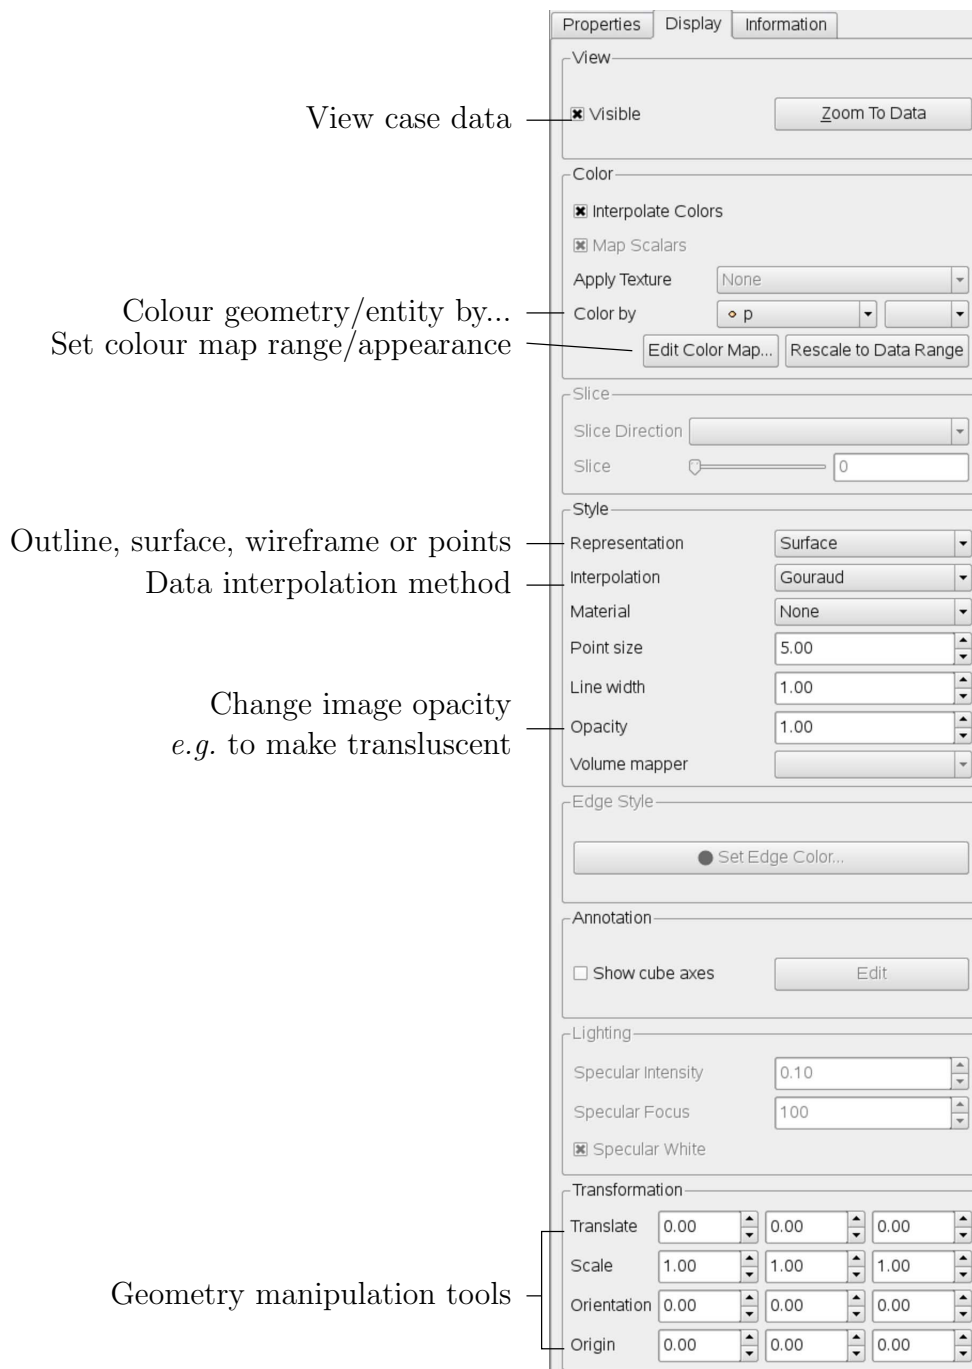 Properties Display Information
View
View case data
Visible Zoom To Data
Color
Interpolate Colors
Map Scalars
Apply Texture None
Colour geometry/entity by...
Color by p
Set colour map range/appearance
Edit Color Map... Rescale to Data Range
Slice
Slice Direction
Slice 0
Style
Outline, surface, wireframe or points
Representation Surface
Data interpolation method
Interpolation Gouraud
Material None
Point size 5.00
Line width 1.00
Change image opacity
e.g. to make transluscent
Opacity 1.00
Volume mapper
Edge Style
Set Edge Color...
Annotation
Show cube axes Edit
Lighting
Specular Intensity 0.10
Specular Focus 100
Specular White
Transformation
Translate 0.00 0.00 0.00
Scale 1.00 1.00 1.00
Geometry manipulation tools
Orientation 0.00 0.00 0.00
Origin 0.00 0.00 0.00